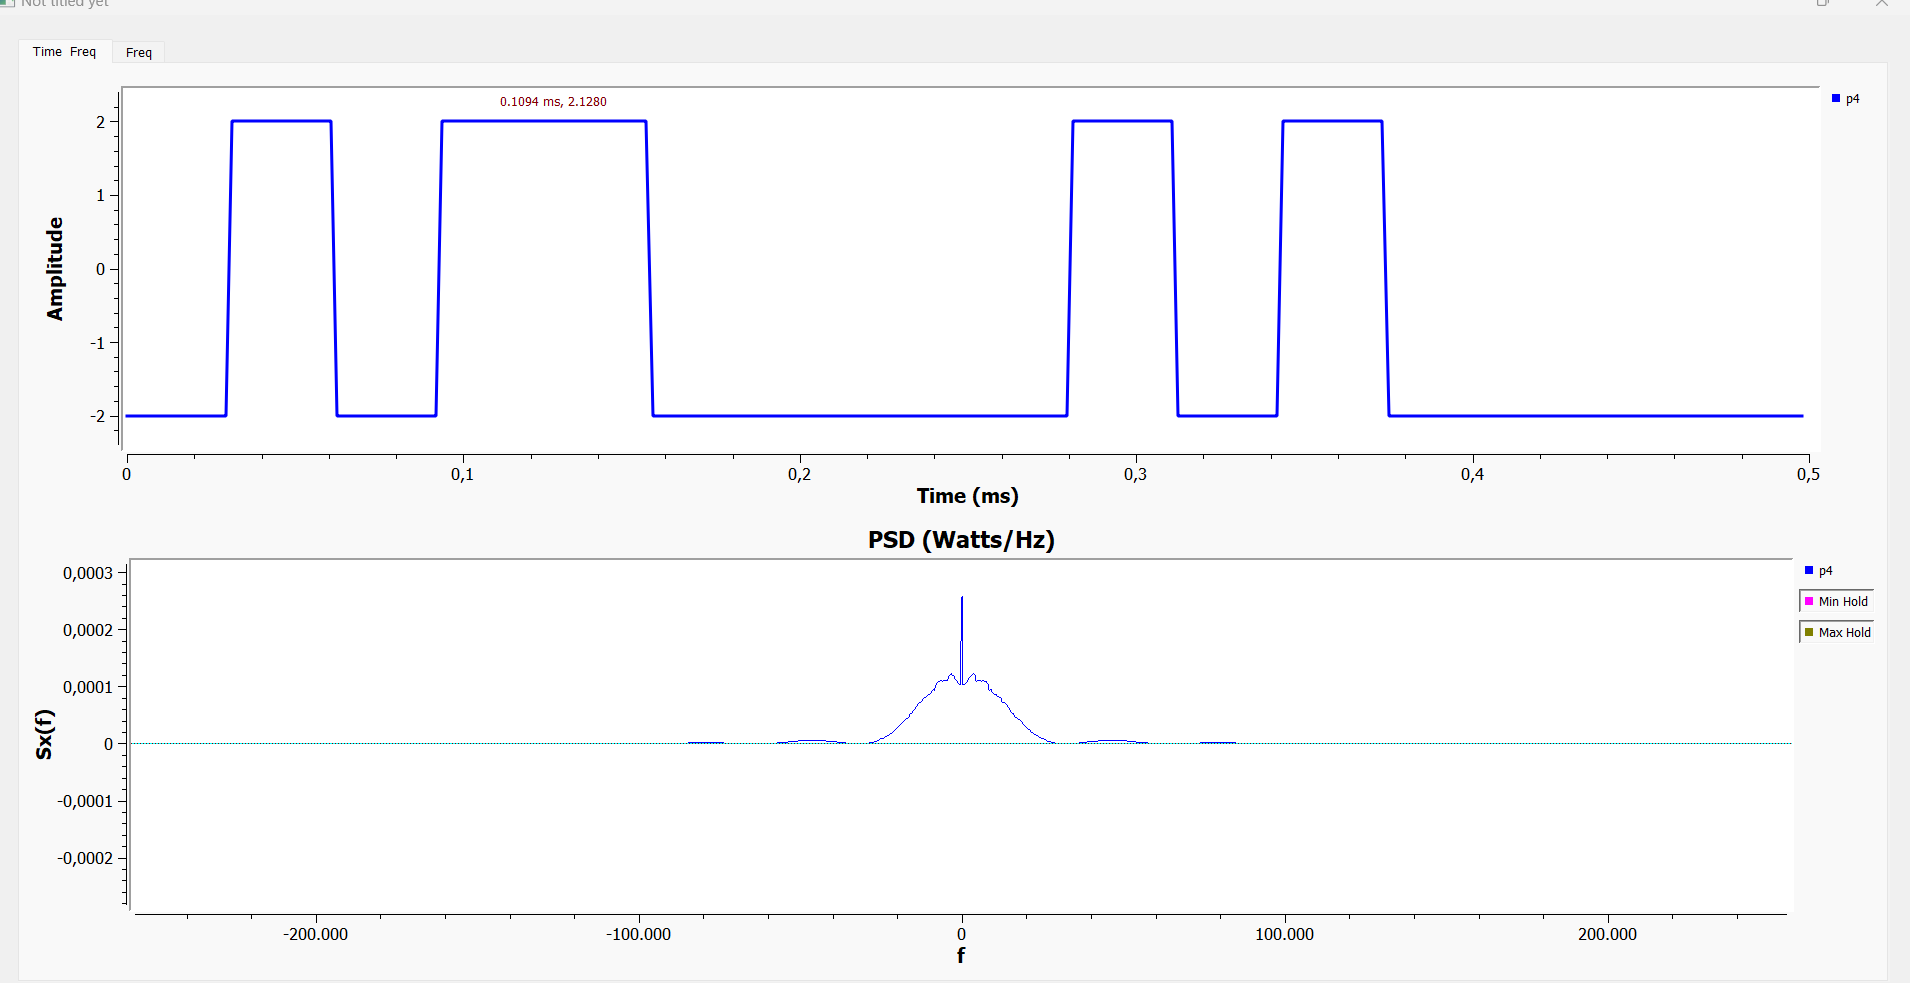 Not titled yet
Time Freq
Freq
0.1094 ms, 2.1280
p4
2
1
0
-1
-2
Amplitude
0
0,1
0,2
0,3
0,4
0,5
Time (ms)
PSD (Watts/Hz)
p4
Min Hold
Max Hold
0,0003
0,0002
0,0001
0
-0,0001
-0,0002
Sx(f)
-200.000
-100.000
0
100.000
200.000
f